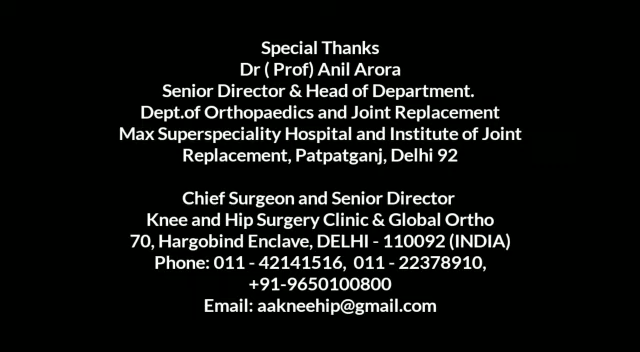 Special Thanks
Dr ( Prof) Anil Arora
Senior Director & Head of Department.
Dept.of Orthopaedics and Joint Replacement
Max Superspeciality Hospital and Institute of Joint
Replacement, Patpatganj, Delhi 92
Chief Surgeon and Senior Director
Knee and Hip Surgery Clinic & Global Ortho
70, Hargobind Enclave, DELHI - 110092 (INDIA)
Phone: 011 - 42141516,  011 - 22378910,
+91-9650100800
Email: aakneehip@gmail.com